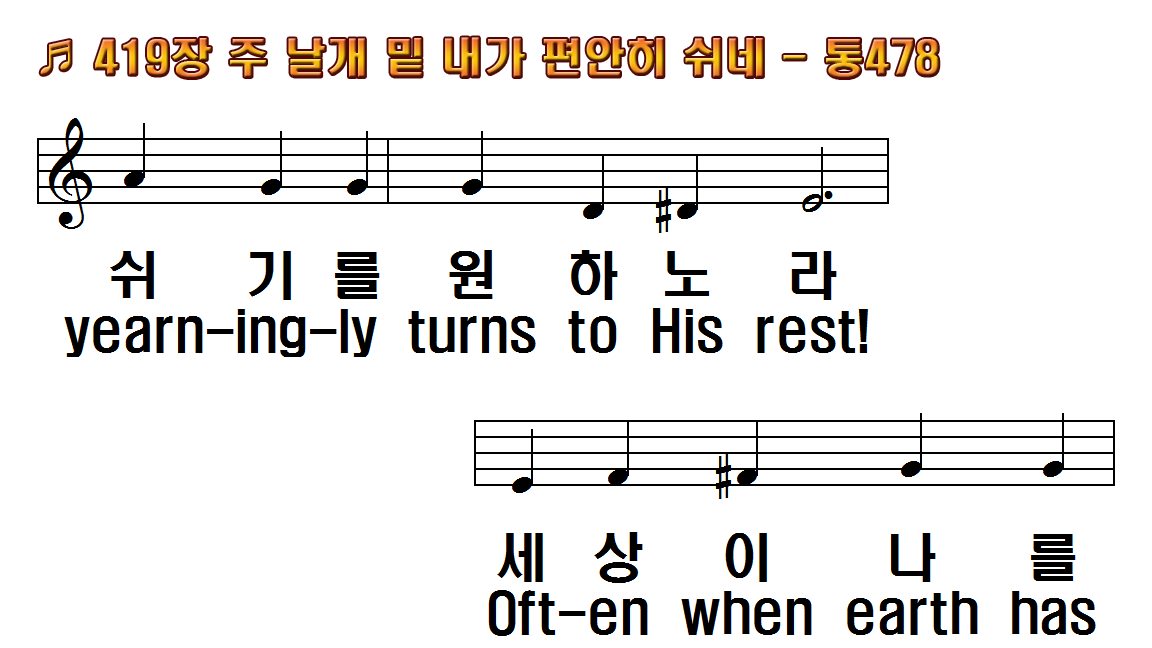 ♬ 419장 주 날개 밑 내가 편안히 쉬네 - 통478
쉬 기 를 원 하 노 라
yearn-ing-ly turns to His rest!
세 상 이 나 를
Oft-en when earth has